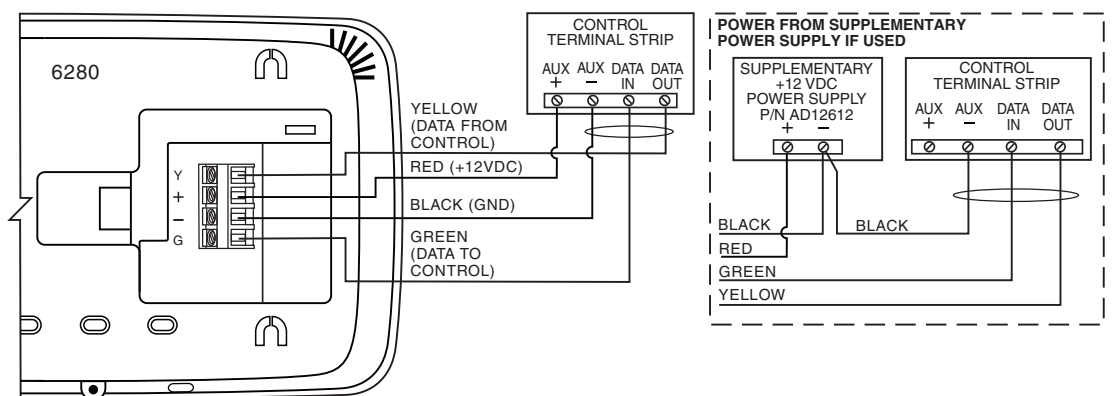 6280
Y
+
–
G
YELLOW
(DATA FROM
CONTROL)
RED (+12VDC)
BLACK (GND)
GREEN
(DATA TO
CONTROL)
CONTROL
TERMINAL STRIP
AUX AUX DATA DATA
+ – IN OUT
POWER FROM SUPPLEMENTARY
POWER SUPPLY IF USED
SUPPLEMENTARY
+12 VDC
POWER SUPPLY
P/N AD12612
+ –
CONTROL
TERMINAL STRIP
AUX AUX DATA DATA
+ – IN OUT
BLACK BLACK
RED
GREEN
YELLOW